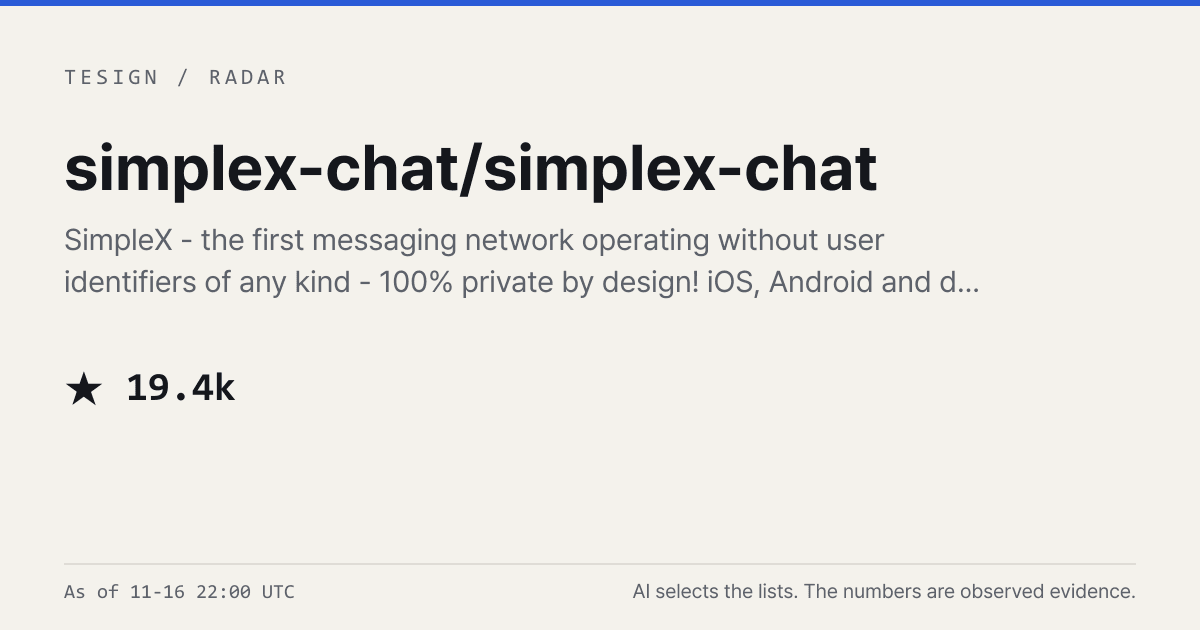 TESIGN / RADAR
simplex-chat/simplex-chat
SimpleX - the first messaging network operating without user
identifiers of any kind - 100% private by design! iOS, Android and d...
★ 19.4k
As of 11-16 22:00 UTC
AI selects the lists. The numbers are observed evidence.